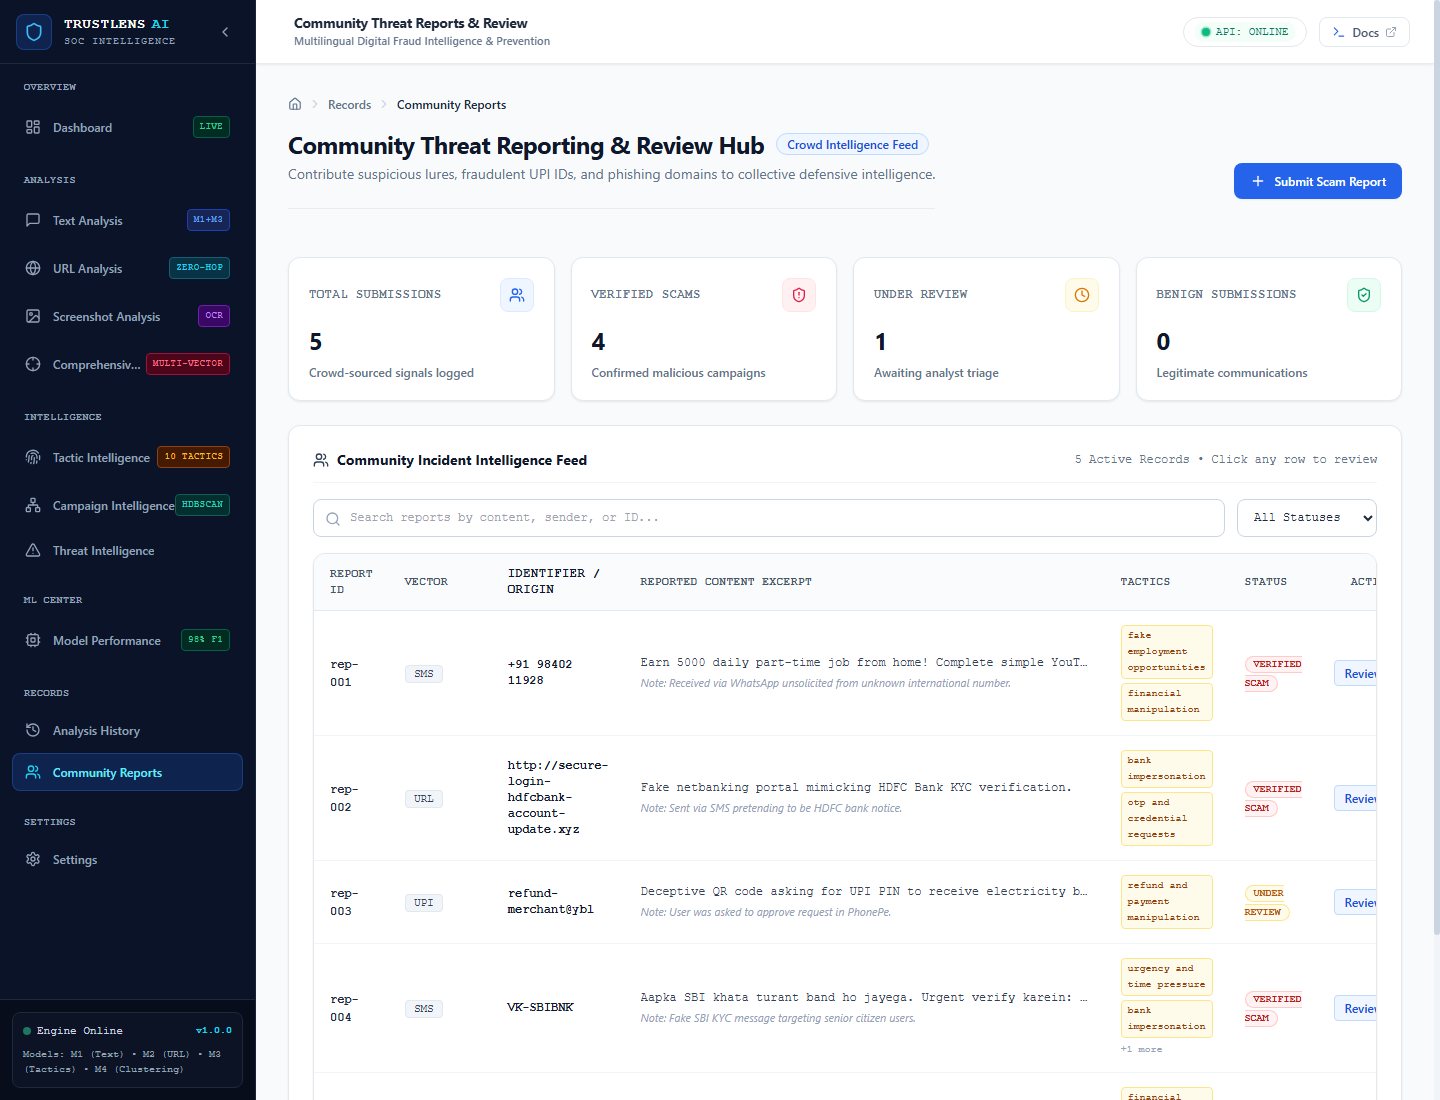 TRUSTLENS AI
SOC INTELLIGENCE
OVERVIEW
Dashboard
LIVE
ANALYSIS
Text Analysis
M1+M3
URL Analysis
ZERO-HOP
Screenshot Analysis
OCR
Comprehensiv...
MULTI-VECTOR
INTELLIGENCE
Tactic Intelligence
10 TACTICS
Campaign Intelligence
HDBSCAN
Threat Intelligence
ML CENTER
Model Performance
98% F1
RECORDS
Analysis History
Community Reports
SETTINGS
Settings
Engine Online
v1.0.0
Models: M1 (Text) • M2 (URL) • M3
(Tactics) • M4 (Clustering)
Community Threat Reports & Review
Multilingual Digital Fraud Intelligence & Prevention
API: ONLINE
Docs
Records
Community Reports
Community Threat Reporting & Review Hub
Crowd Intelligence Feed
Contribute suspicious lures, fraudulent UPI IDs, and phishing domains to collective defensive intelligence.
Submit Scam Report
TOTAL SUBMISSIONS
5
Crowd-sourced signals logged
VERIFIED SCAMS
4
Confirmed malicious campaigns
UNDER REVIEW
1
Awaiting analyst triage
BENIGN SUBMISSIONS
0
Legitimate communications
Community Incident Intelligence Feed
5 Active Records • Click any row to review
Search reports by content, sender, or ID...
All Statuses
REPORT
ID
VECTOR
IDENTIFIER /
ORIGIN
REPORTED CONTENT EXCERPT
TACTICS
STATUS
ACTI
rep-
001
SMS
+91 98402
11928
Earn 5000 daily part-time job from home! Complete simple YouT…
Note: Received via WhatsApp unsolicited from unknown international number.
fake
employment
opportunities
financial
manipulation
VERIFIED
SCAM
Review
rep-
002
URL
http://secure-
login-
hdfcbank-
account-
update.xyz
Fake netbanking portal mimicking HDFC Bank KYC verification.
Note: Sent via SMS pretending to be HDFC bank notice.
bank
impersonation
otp and
credential
requests
VERIFIED
SCAM
Review
rep-
003
UPI
refund-
merchant@ybl
Deceptive QR code asking for UPI PIN to receive electricity b…
Note: User was asked to approve request in PhonePe.
refund and
payment
manipulation
UNDER
REVIEW
Review
rep-
004
SMS
VK-SBIBNK
Aapka SBI khata turant band ho jayega. Urgent verify karein: …
Note: Fake SBI KYC message targeting senior citizen users.
urgency and
time pressure
bank
impersonation
+1 more
VERIFIED
SCAM
Review
financial